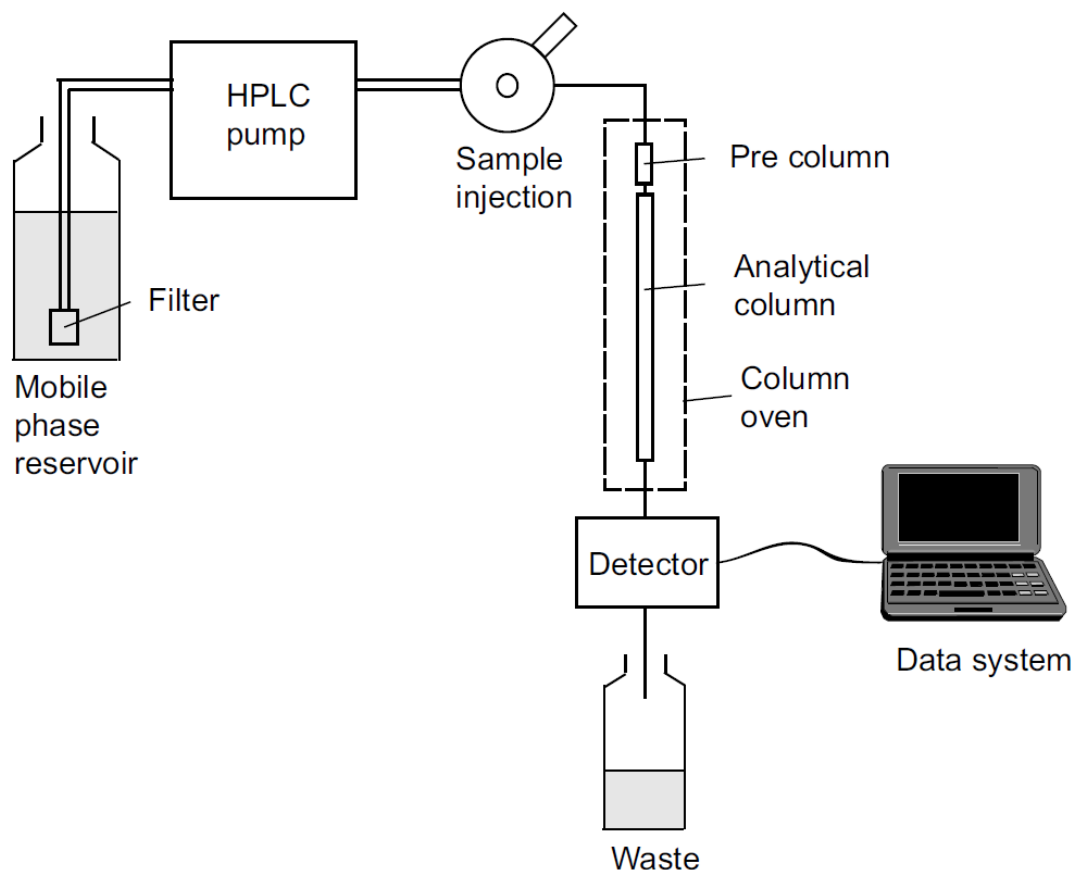 HPLC
pump
Sample
injection
Pre column
Filter
Analytical
column
Mobile
phase
reservoir
Column
oven
Detector
Data system
Waste